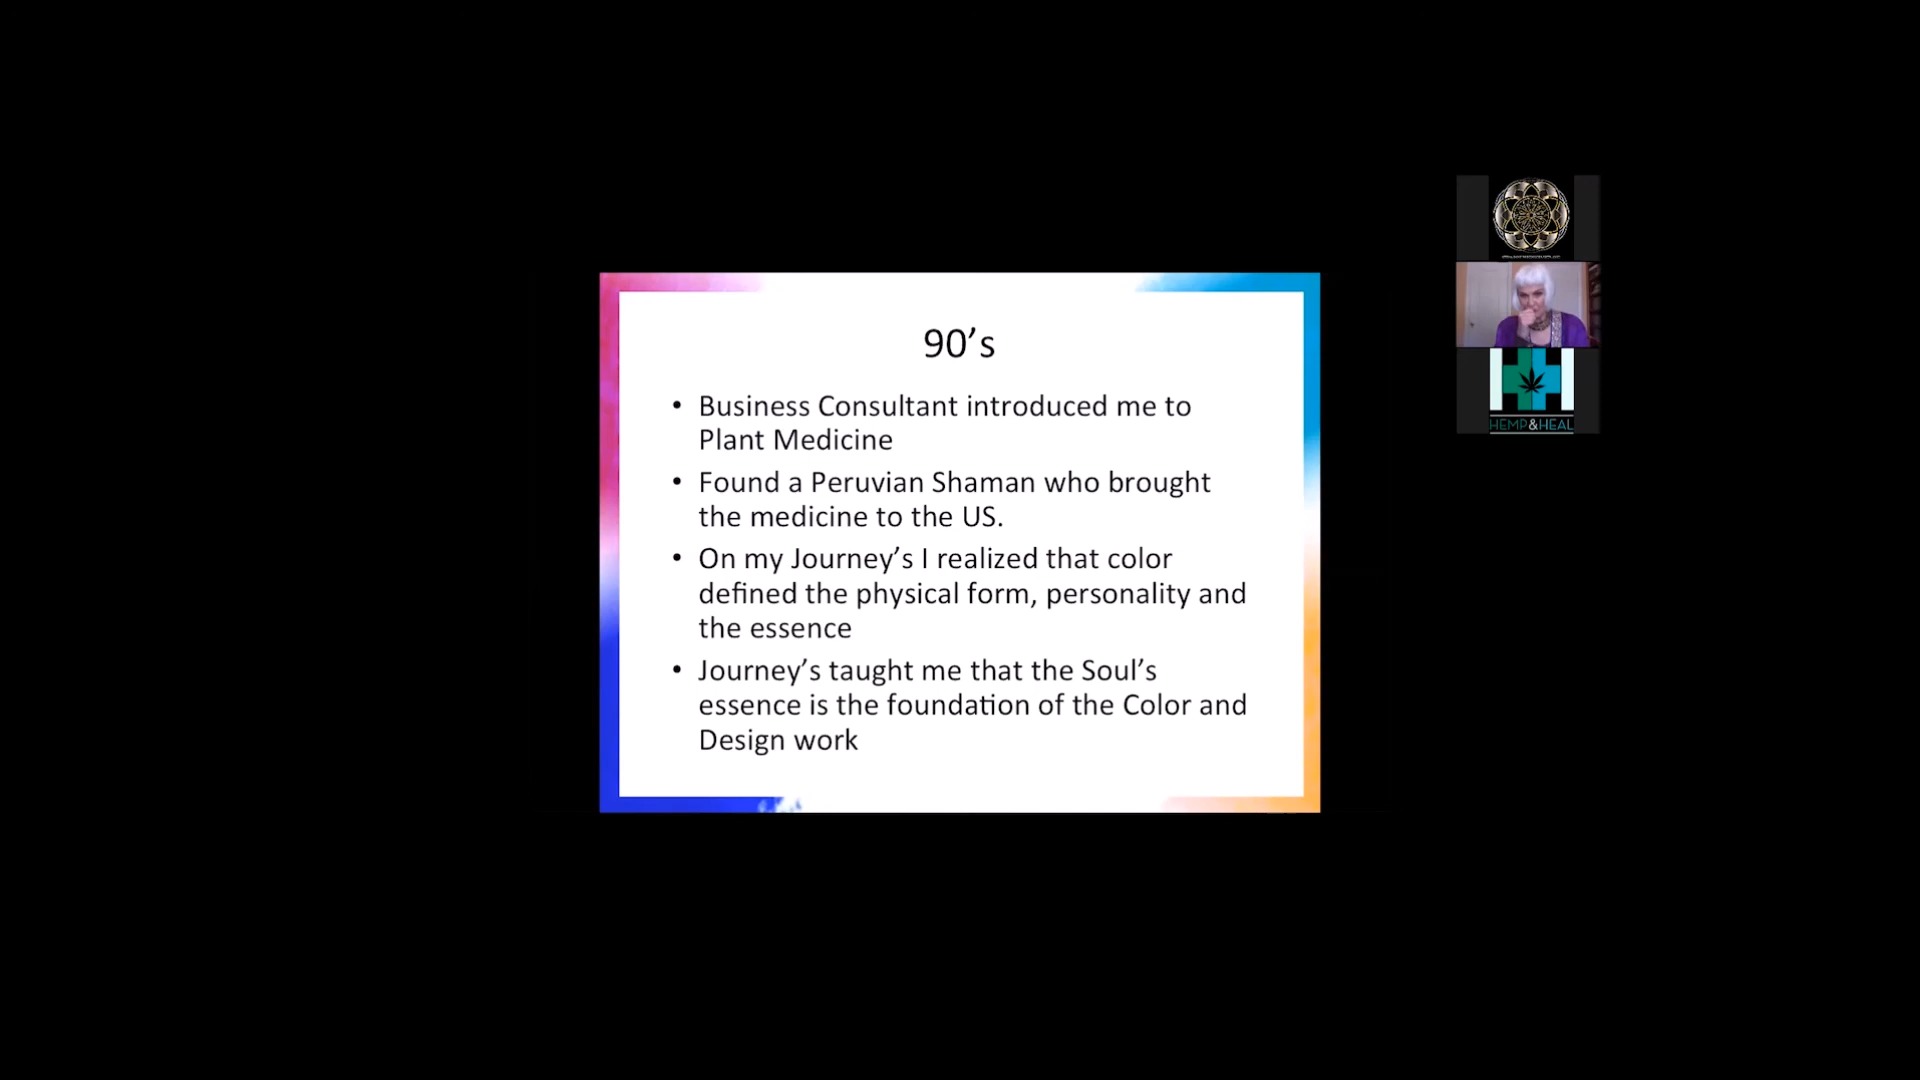 90’s
• Business Consultant introduced me to
Plant Medicine
• Found a Peruvian Shaman who brought
the medicine to the US.
• On my Journey’s I realized that color
defined the physical form, personality and
the essence
• Journey’s taught me that the Soul’s
essence is the foundation of the Color and
Design work
HEMP&HEAL